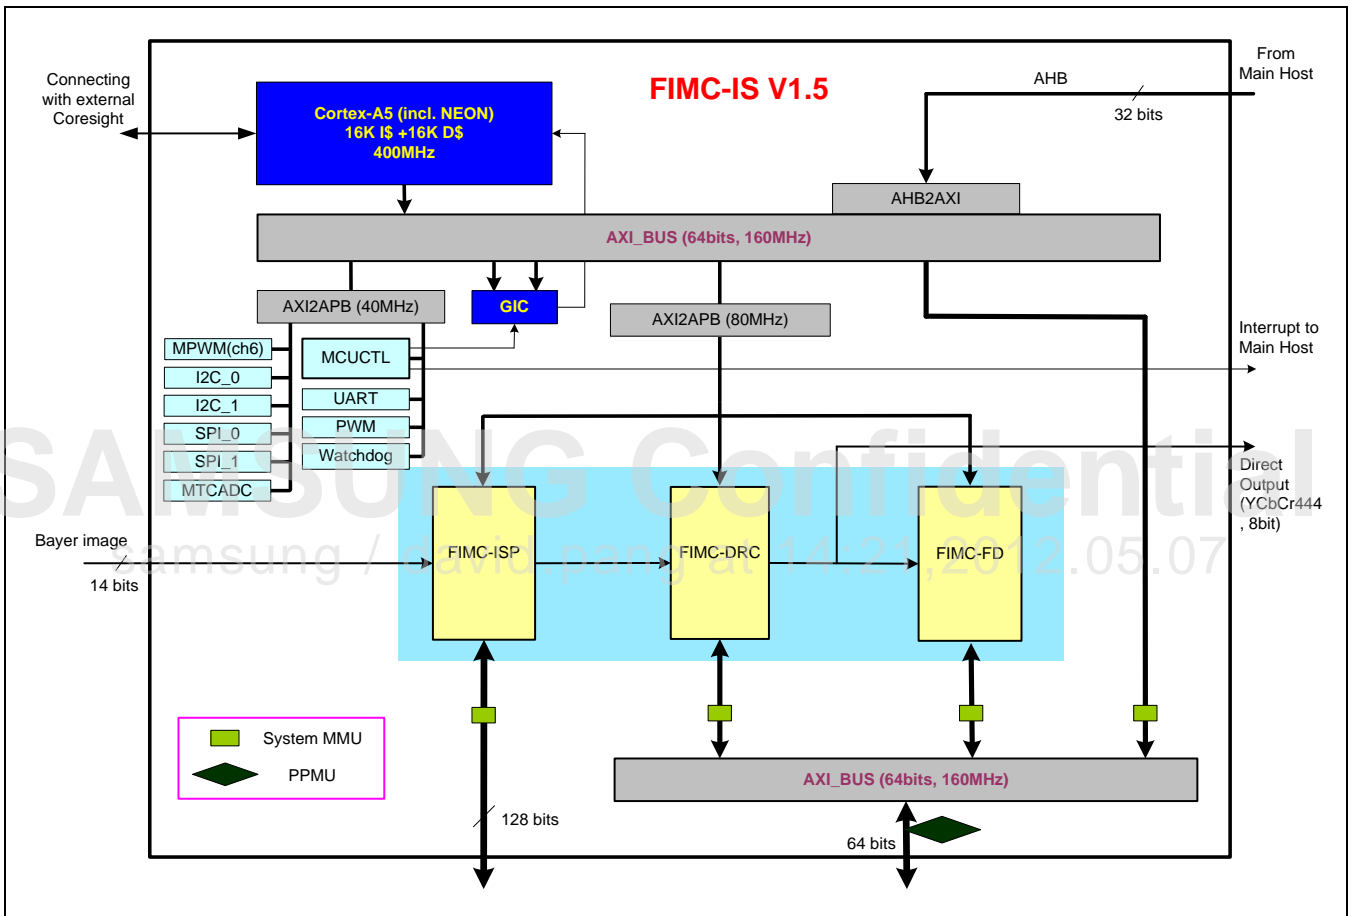 FIMC-IS V1.5
From
Main Host
AHB
32 bits
Connecting
with external
Coresight
Cortex-A5 (incl. NEON)
16K I$ +16K D$
400MHz
AHB2AXI
AXI_BUS (64bits, 160MHz)
AXI2APB (40MHz)
GIC
AXI2APB (80MHz)
MPWM(ch6)
I2C_0
I2C_1
SPI_0
SPI_1
MTCADC
MCUCTL
UART
PWM
Watchdog
Interrupt to
Main Host
Direct
Output
(YCbCr444
, 8bit)
SAMSUNG Confidential
samsung / david.pang at 14:21,2012.05.07
Bayer image
14 bits
FIMC-ISP
FIMC-DRC
FIMC-FD
System MMU
PPMU
AXI_BUS (64bits, 160MHz)
128 bits
64 bits